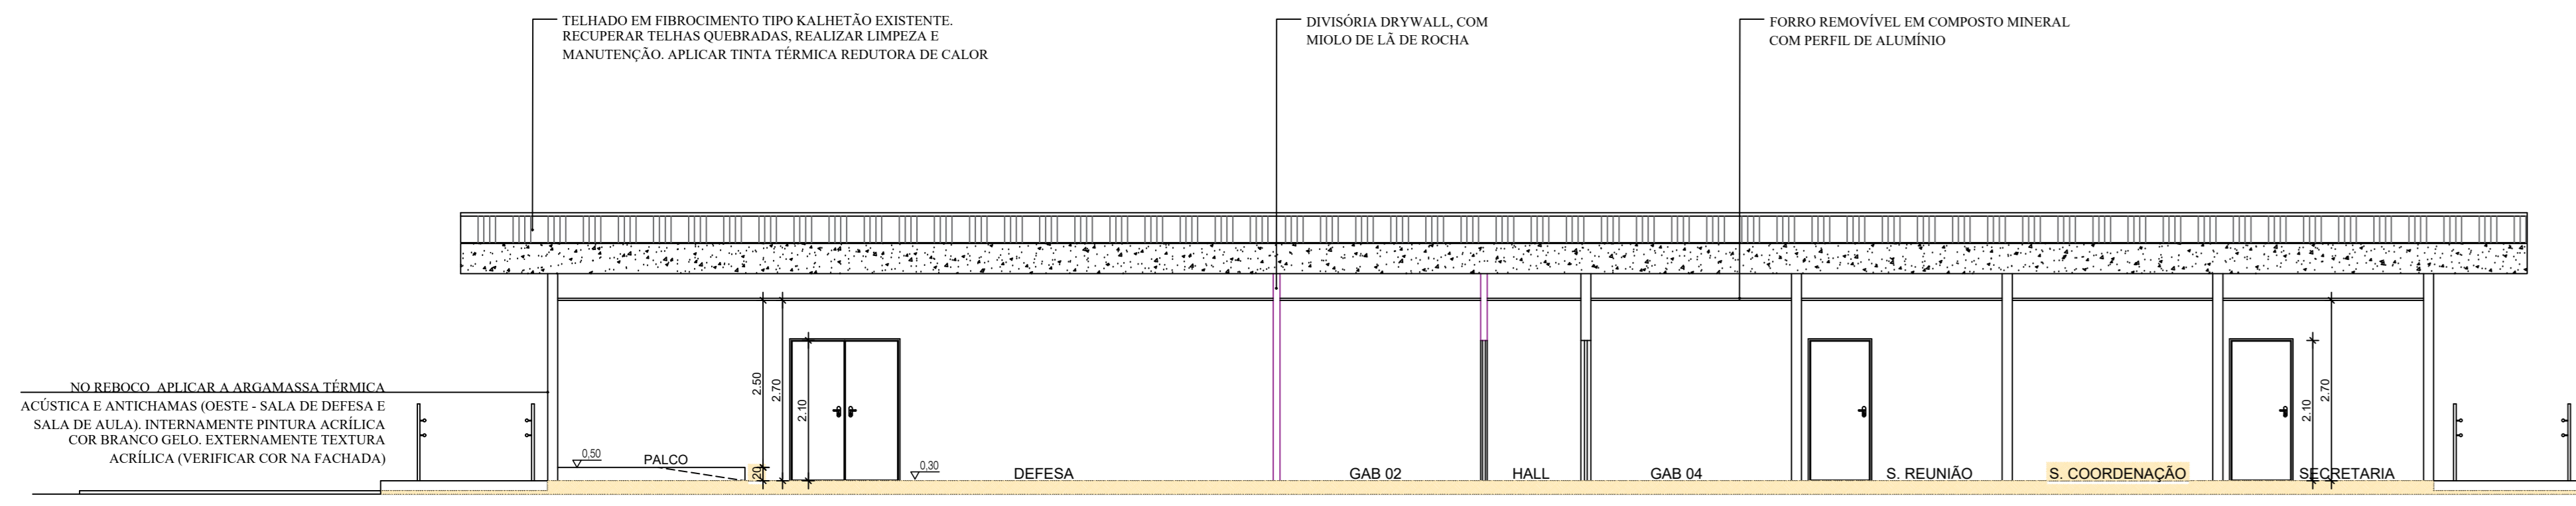 TELHADO EM FIBROCIMENTO TIPO KALHETÃO EXISTENTE.
RECUPERAR TELHAS QUEBRADAS, REALIZAR LIMPEZA E
MANUTENÇÃO. APLICAR TINTA TÉRMICA REDUTORA DE CALOR
DIVISÓRIA DRYWALL, COM
MIOLO DE LÃ DE ROCHA
FORRO REMOVÍVEL EM COMPOSTO MINERAL
COM PERFIL DE ALUMÍNIO
NO REBOCO APLICAR A ARGAMASSA TÉRMICA
ACÚSTICA E ANTICHAMAS (OESTE - SALA DE DEFESA E
SALA DE AULA). INTERNAMENTE PINTURA ACRÍLICA
COR BRANCO GELO. EXTERNAMENTE TEXTURA
ACRÍLICA (VERIFICAR COR NA FACHADA)
0,50
PALCO
.20
2.50
2.70
2.10
0,30
DEFESA
GAB 02
HALL
GAB 04
S. REUNIÃO
S. COORDENAÇÃO
SECRETARIA
2.10
2.70